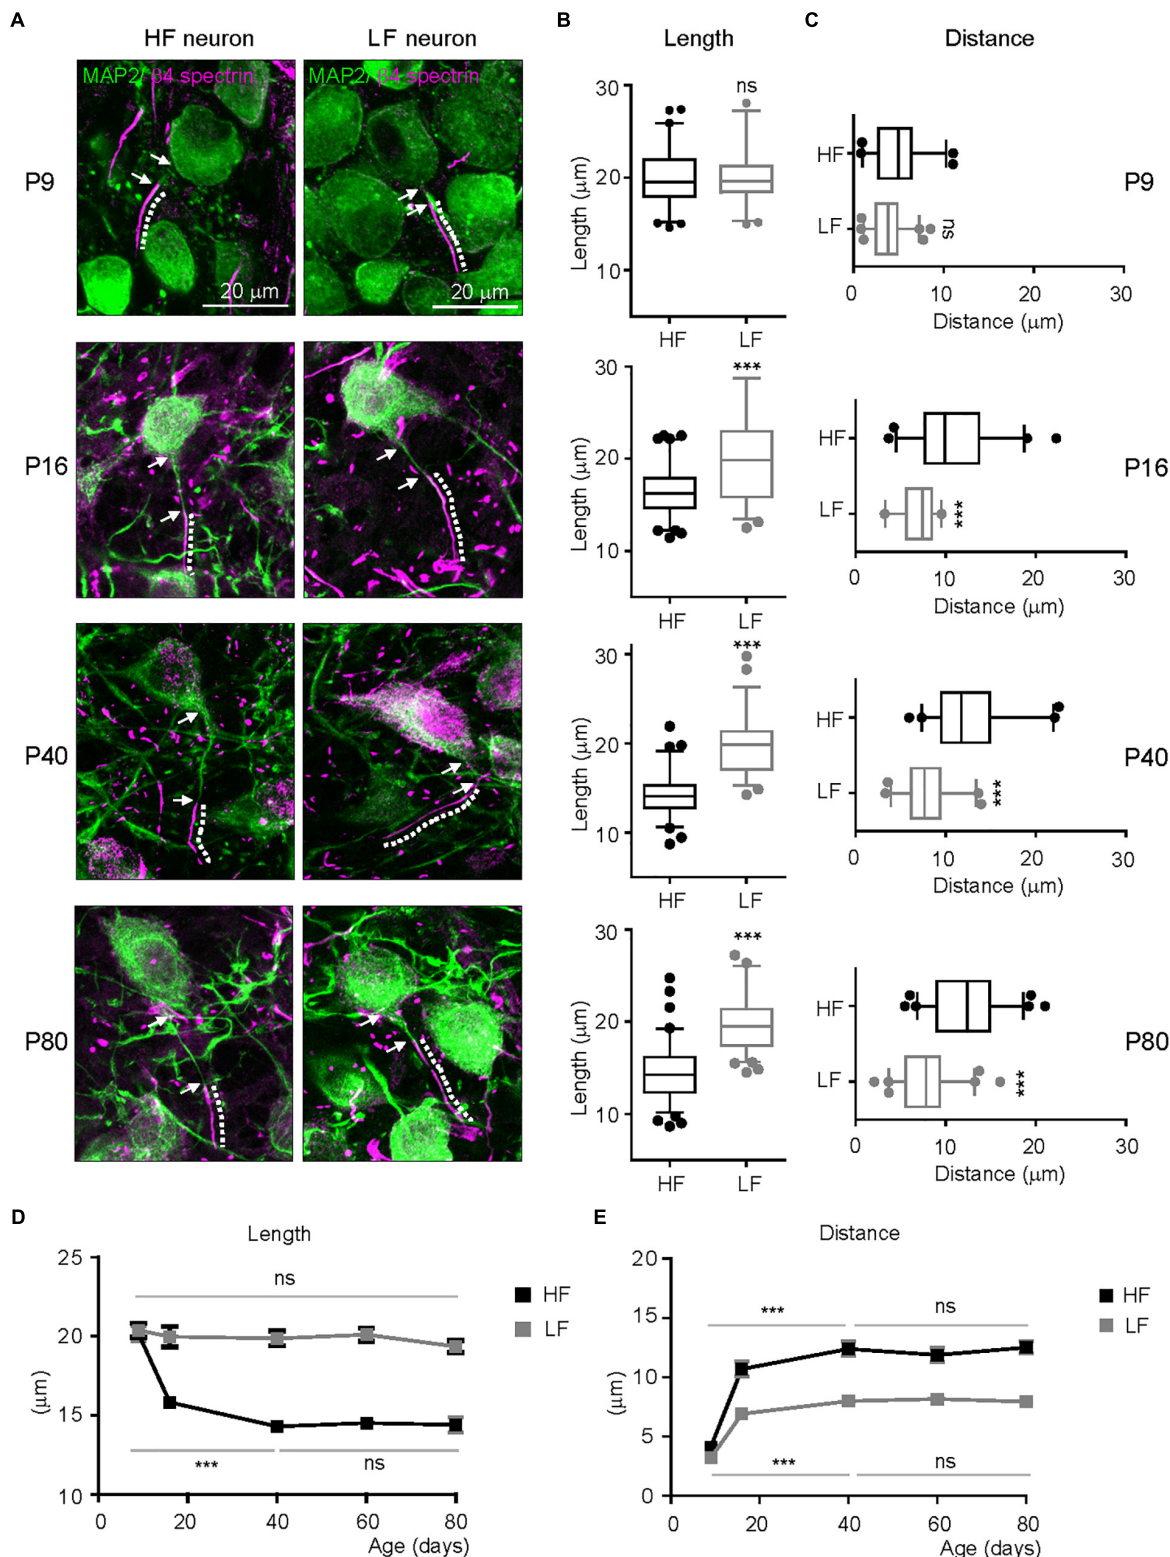 A
HF neuron
LF neuron
B
Length
C
Distance
P9
MAP2/ β4 spectrin
20 μm
MAP2/ β4 spectrin
20 μm
Length (μm)
30
20
10
ns
HF
LF
HF
LF
ns
0
10
20
30
Distance (μm)
P9
P16
Length (μm)
30
20
10
***
HF
LF
HF
LF
***
0
10
20
30
Distance (μm)
P16
P40
Length (μm)
30
20
10
***
HF
LF
HF
LF
***
0
10
20
30
Distance (μm)
P40
P80
Length (μm)
30
20
10
***
HF
LF
HF
LF
***
0
10
20
30
Distance (μm)
P80
D
Length
(μm)
25
20
15
10
ns
***
ns
HF
LF
0
20
40
60
80
Age (days)
E
Distance
(μm)
20
15
10
5
0
***
ns
***
ns
HF
LF
0
20
40
60
80
Age (days)